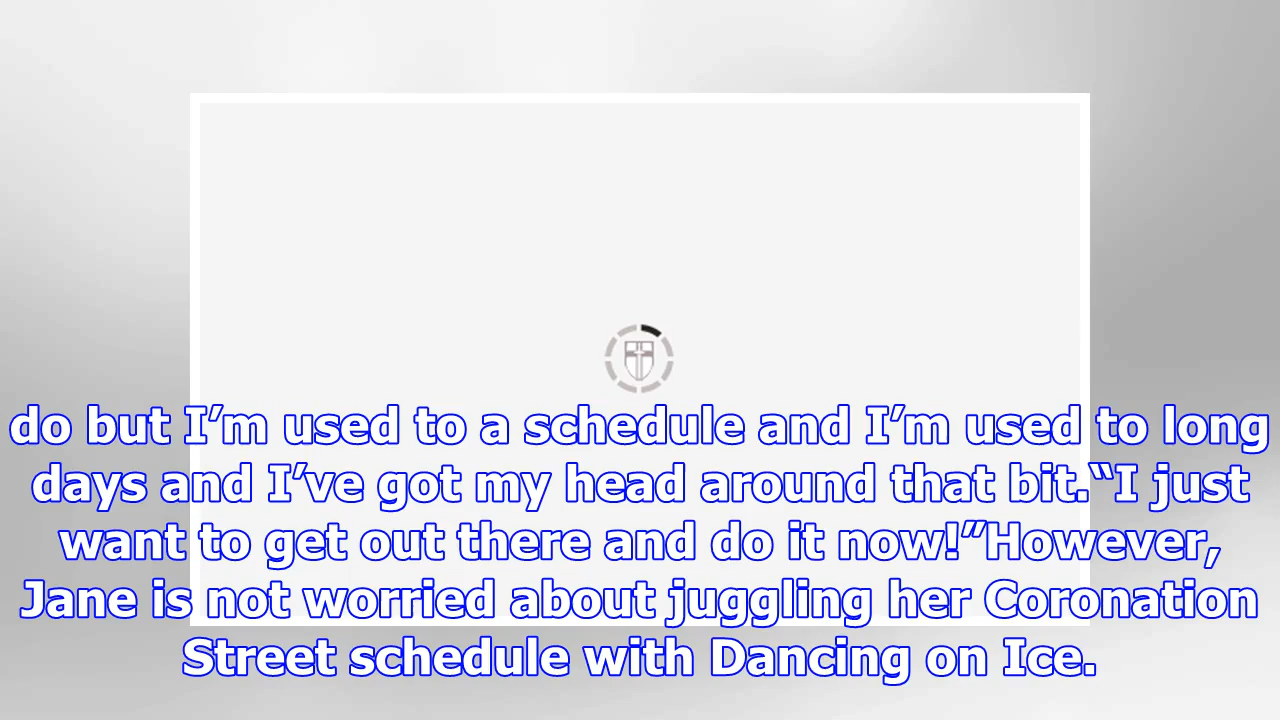 do but I’m used to a schedule and I’m used to long
days and I’ve got my head around that bit.“I just
want to get out there and do it now!”However,
Jane is not worried about juggling her Coronation
Street schedule with Dancing on Ice.